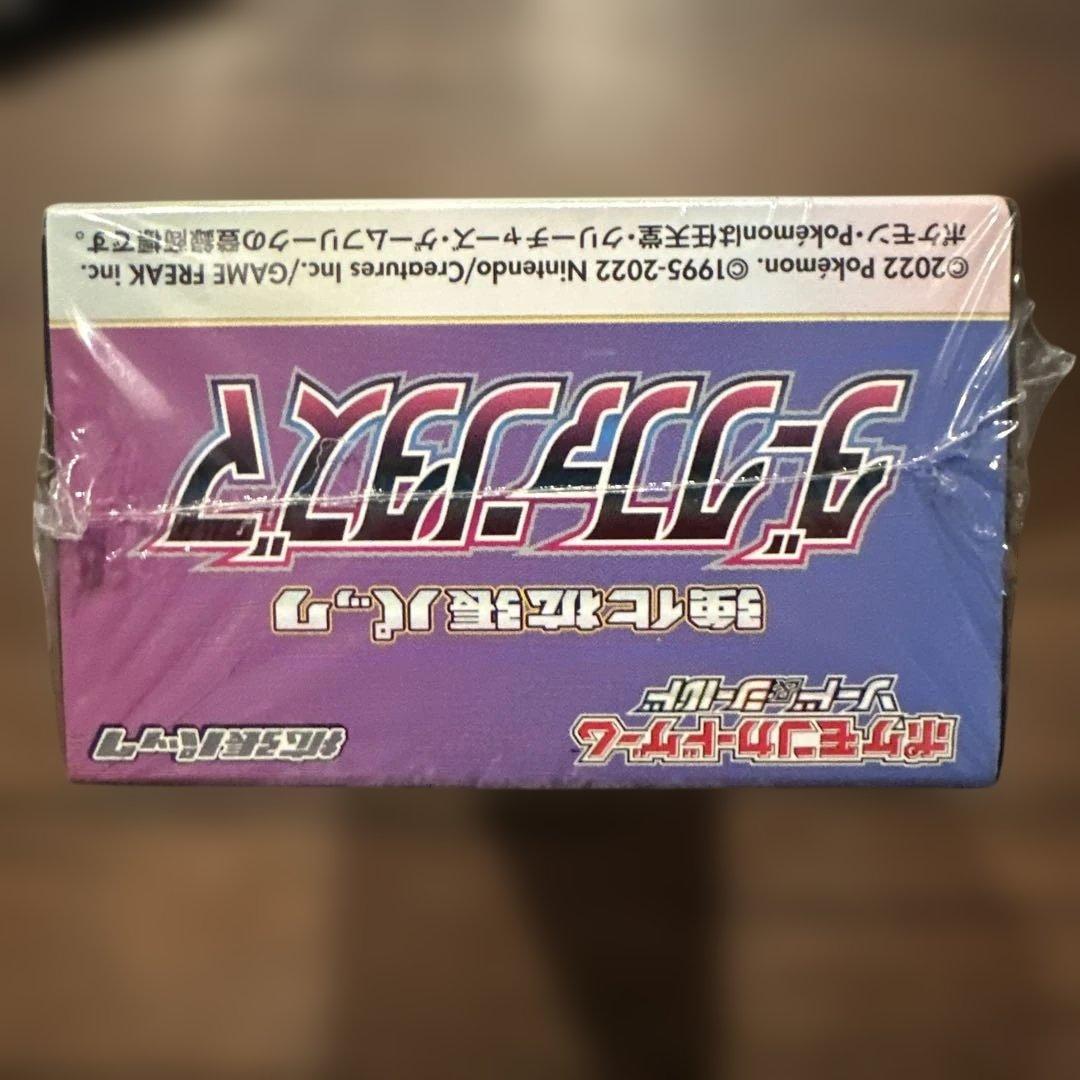 ポケモンカードゲーム
ソード&シールド
拡張パック
強化拡張パック
ダークファンタズマ
©2022 Pokémon. ©1995-2022 Nintendo/Creatures Inc./GAME FREAK inc.
ポケモン・Pokémonは任天堂・クリーチャーズ・ゲームフリークの登録商標です。